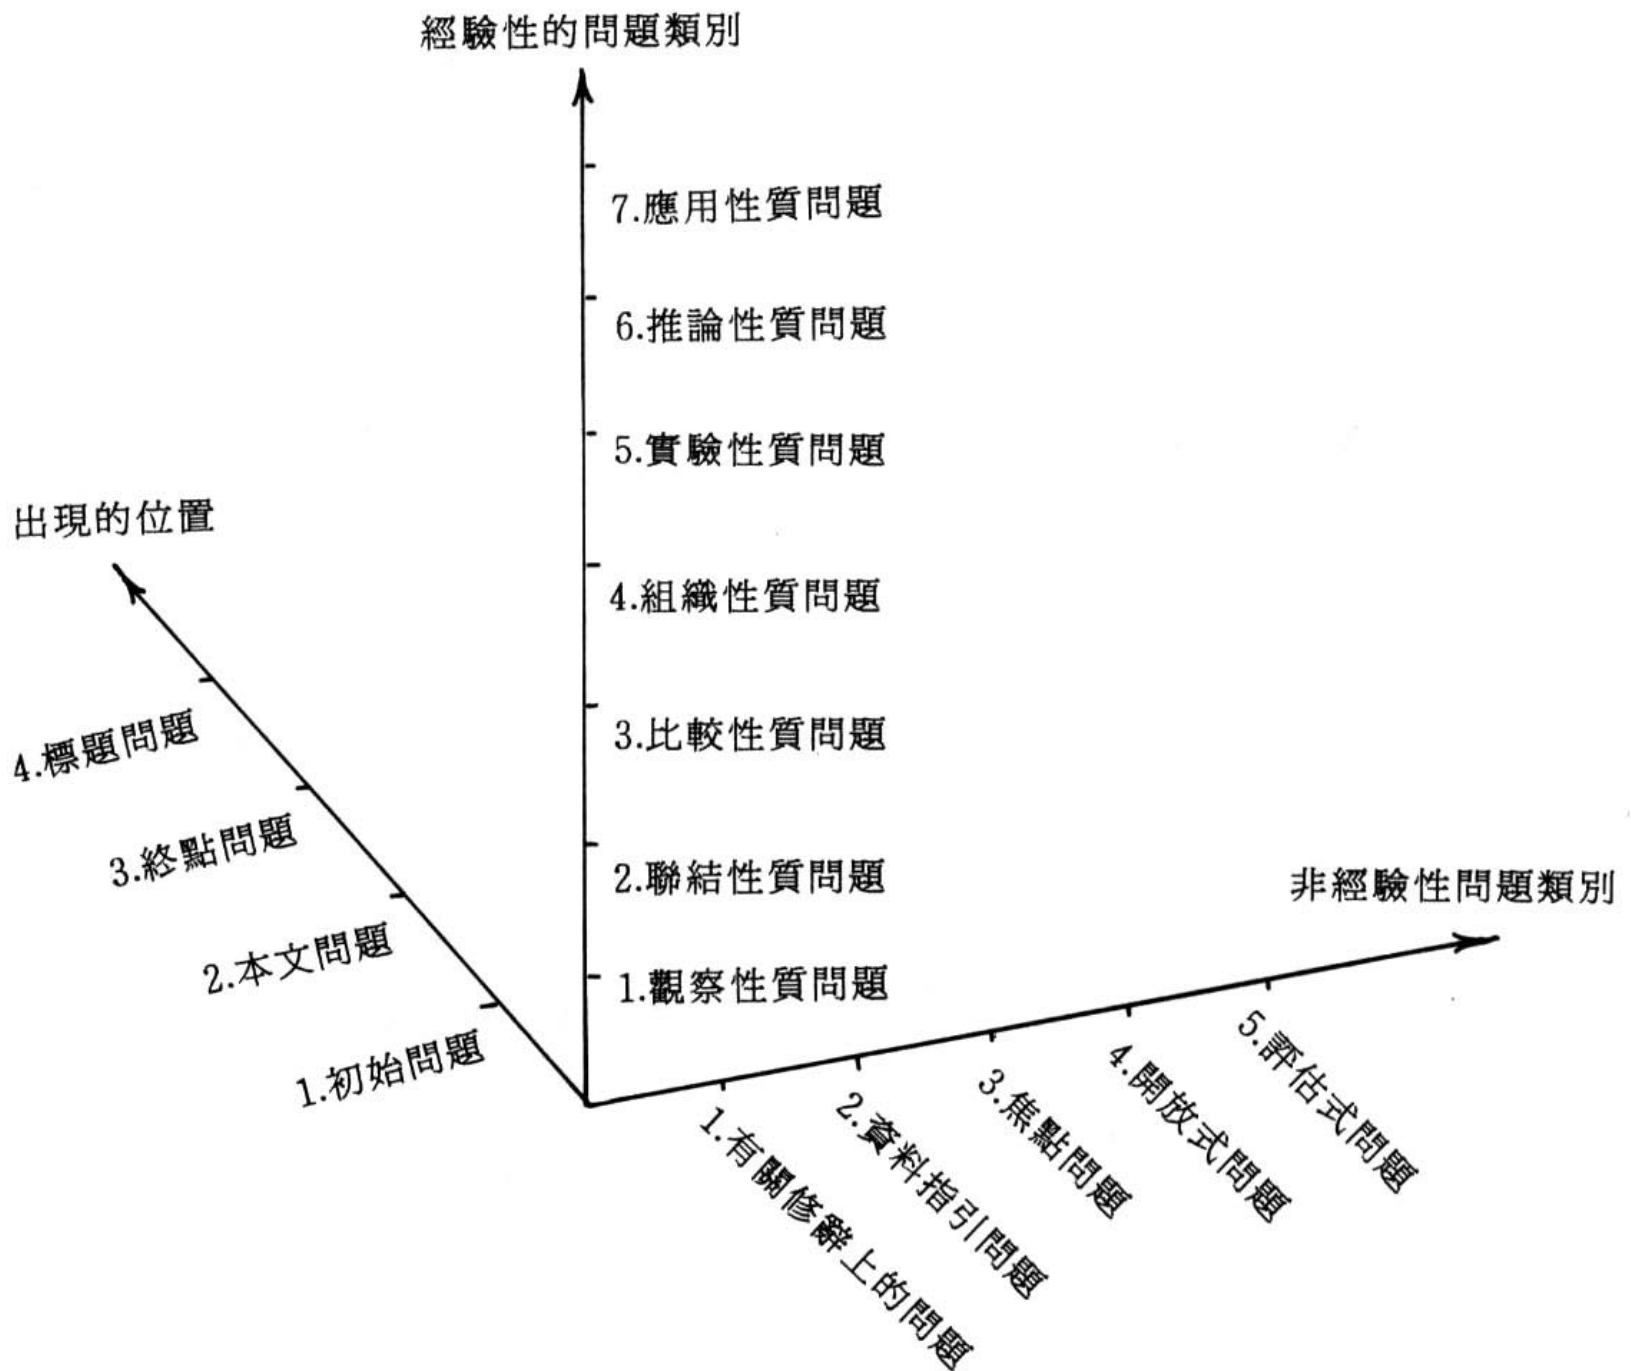 經驗性的問題類別
7.應用性質問題
6.推論性質問題
5.實驗性質問題
4.組織性質問題
3.比較性質問題
2.聯結性質問題
1.觀察性質問題
出現的位置
4.標題問題
3.終點問題
2.本文問題
1.初始問題
非經驗性問題類別
1.有關修辭上的問題
2.資料指引問題
3.焦點問題
4.開放式問題
5.評估式問題